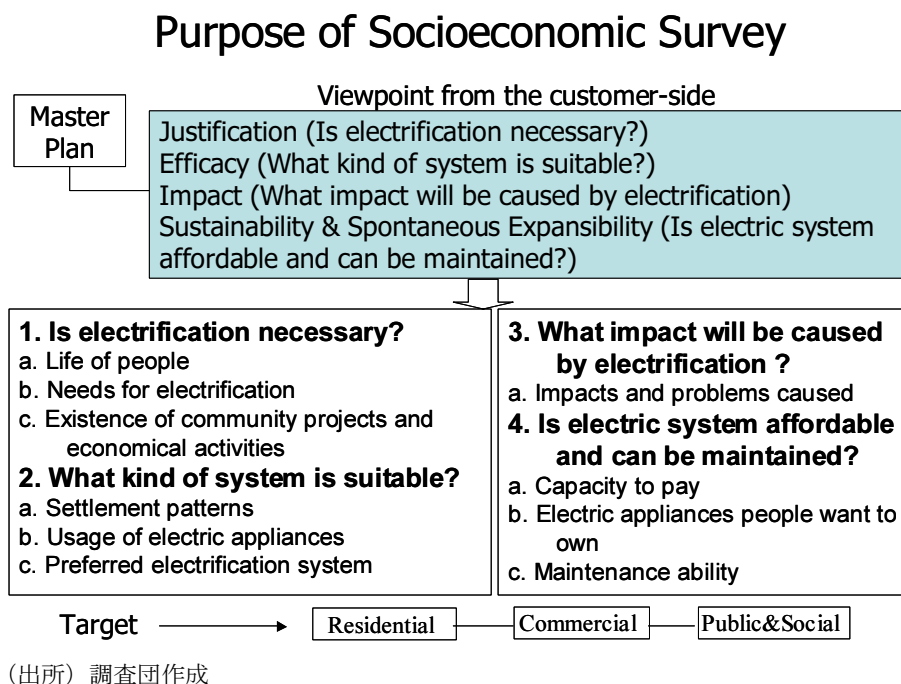 Purpose of Socioeconomic Survey
Viewpoint from the customer-side
Master
Plan
Justification (Is electrification necessary?)
Efficacy (What kind of system is suitable?)
Impact (What impact will be caused by electrification)
Sustainability & Spontaneous Expansibility (Is electric system
affordable and can be maintained?)
1. Is electrification necessary?
a. Life of people
b. Needs for electrification
c. Existence of community projects and
economical activities
2. What kind of system is suitable?
a. Settlement patterns
b. Usage of electric appliances
c. Preferred electrification system
3. What impact will be caused
by electrification ?
a. Impacts and problems caused
4. Is electric system affordable
and can be maintained?
a. Capacity to pay
b. Electric appliances people want to
own
c. Maintenance ability
Target
Residential
Commercial
Public&Social
（出所）調査団作成